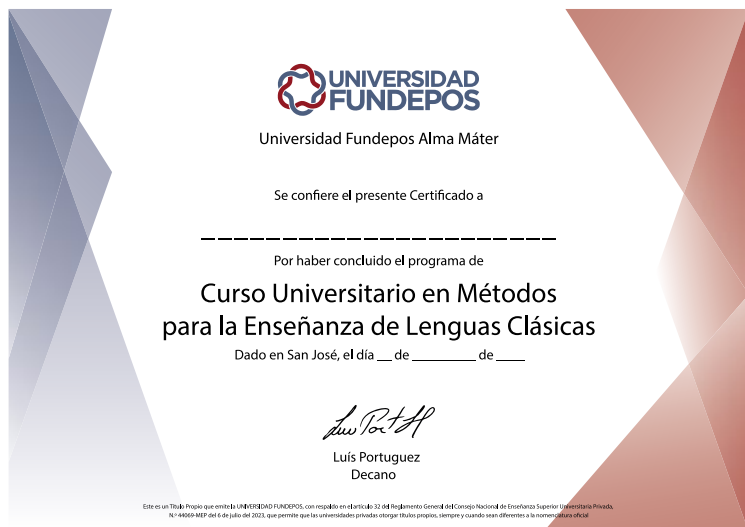 UNIVERSIDAD
FUNDEPOS
Universidad Fundepos Alma Máter
Se confiere el presente Certificado a
_______________________
Por haber concluido el programa de
Curso Universitario en Métodos
para la Enseñanza de Lenguas Clásicas
Dado en San José, el día __ de _________ de ____
Luís Portuguez
Decano
Este es un Título Propio que emite la UNIVERSIDAD FUNDEPOS, con respaldo en el artículo 32 del Reglamento General del Consejo Nacional de Enseñanza Superior Universitaria Privada,
N.º 44069-MEP del 6 de julio del 2023, que permite que las universidades privadas otorgar títulos propios, siempre y cuando sean diferentes a la nomenclatura oficial